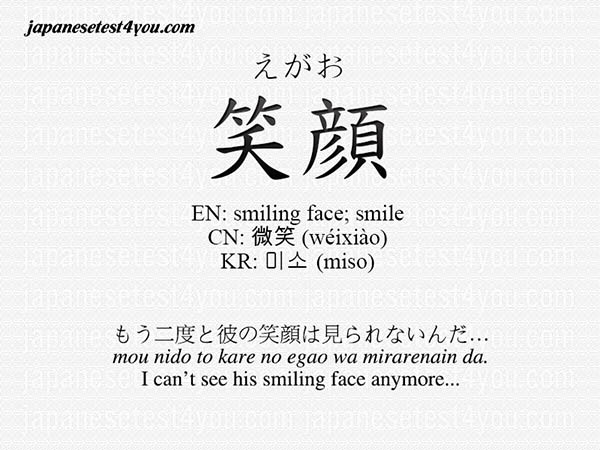 japanesetest4you.com
えがお
笑顔
EN: smiling face; smile
CN: 微笑 (wéixiào)
KR: 미소 (miso)
もう二度と彼の笑顔は見られないんだ…
mou nido to kare no egao wa mirarenain da.
I can't see his smiling face anymore...